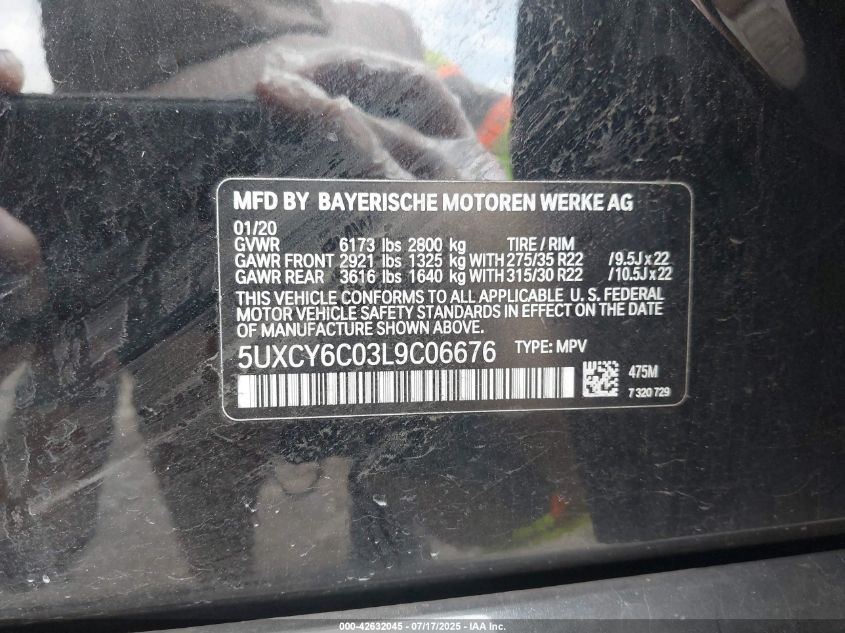 MFD BY BAYERISCHE MOTOREN WERKE AG
01/20
GVWR 6173 lbs 2800 kg TIRE / RIM
GAWR FRONT 2921 lbs 1325 kg WITH 275/35 R22 /9.5J x 22
GAWR REAR 3616 lbs 1640 kg WITH 315/30 R22 /10.5J x 22
THIS VEHICLE CONFORMS TO ALL APPLICABLE U. S. FEDERAL
MOTOR VEHICLE SAFETY STANDARDS IN EFFECT ON THE DATE
OF MANUFACTURE SHOWN ABOVE.
5UXCY6C03L9C06676 TYPE: MPV
475M
7 320 729
000-42632045 - 07/17/2025 - IAA Inc.